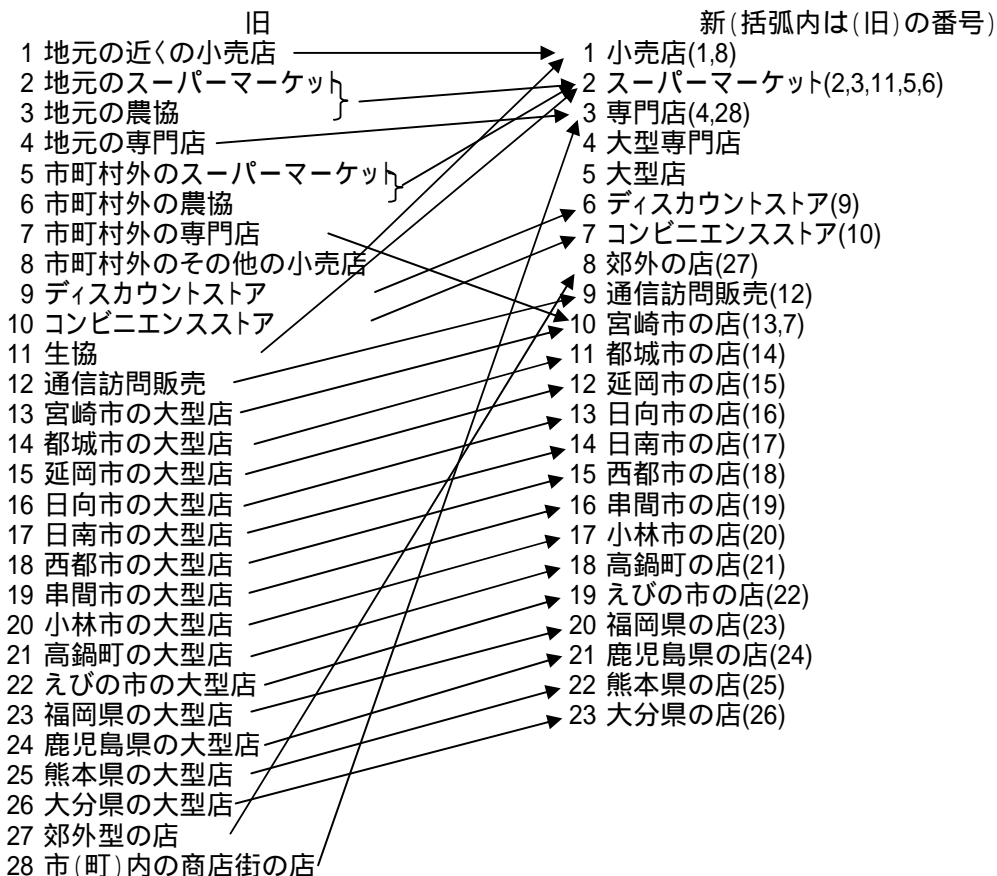 旧
1 地元の近くの小売店
2 地元のスーパーマーケット
3 地元の農協
4 地元の専門店
5 市町村外のスーパーマーケット
6 市町村外の農協
7 市町村外の専門店
8 市町村外のその他の小売店
9 ディスカウントストア
10 コンビニエンスストア
11 生協
12 通信訪問販売
13 宮崎市の大型店
14 都城市の大型店
15 延岡市の大型店
16 日向市の大型店
17 日南市の大型店
18 西都市の大型店
19 串間市の大型店
20 小林市の大型店
21 高鍋町の大型店
22 えびの市の大型店
23 福岡県の大型店
24 鹿児島県の大型店
25 熊本県の大型店
26 大分県の大型店
27 郊外型の店
28 市(町)内の商店街の店
新(括弧内は(旧)の番号)
1 小売店(1,8)
2 スーパーマーケット(2,3,11,5,6)
3 専門店(4,28)
4 大型専門店
5 大型店
6 ディスカウントストア(9)
7 コンビニエンスストア(10)
8 郊外の店(27)
9 通信訪問販売(12)
10 宮崎市の店(13,7)
11 都城市の店(14)
12 延岡市の店(15)
13 日向市の店(16)
14 日南市の店(17)
15 西都市の店(18)
16 串間市の店(19)
17 小林市の店(20)
18 高鍋町の店(21)
19 えびの市の店(22)
20 福岡県の店(23)
21 鹿児島県の店(24)
22 熊本県の店(25)
23 大分県の店(26)